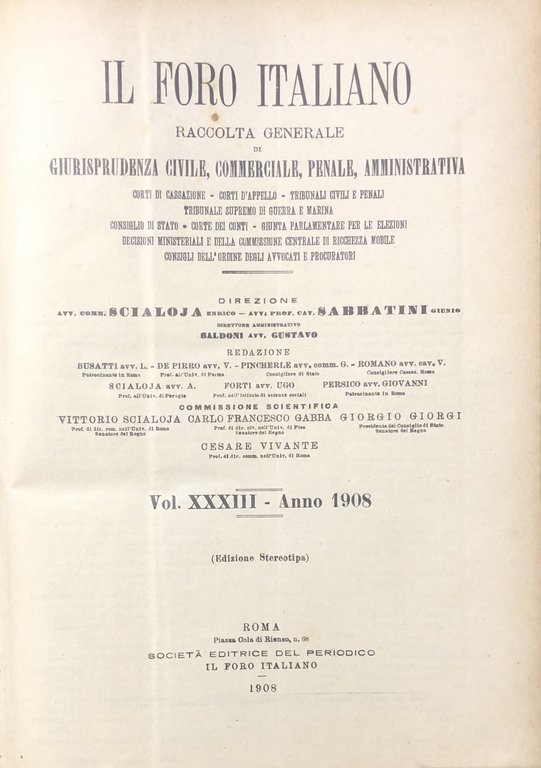 IL FORO ITALIANO
RACCOLTA GENERALE
DI
GIURISPRUDENZA CIVILE, COMMERCIALE, PENALE, AMMINISTRATIVA
CORTI DI CASSAZIONE - CORTI D'APPELLO - TRIBUNALI CIVILI E PENALI
TRIBUNALE SUPREMO DI GUERRA E MARINA
CONSIGLIO DI STATO - CORTE DEI CONTI - GIUNTA PARLAMENTARE PER LE ELEZIONI
DECISIONI MINISTERIALI E DELLA COMMISSIONE CENTRALE DI RICCHEZZA MOBILE
CONSIGLI DELL'ORDINE DEGLI AVVOCATI E PROCURATORI
DIREZIONE
AVV. COMM. SCIALOJA ENRICO — AVV. PROF. CAV. SABBATINI GIUNIO
DIRETTORE AMMINISTRATIVO
BALDONI AVV. GUSTAVO
REDAZIONE
BUSATTI avv. L. - DE PIRRO avv. V. - PINCHERLE avv. comm. G. - ROMANO avv. cav. V.
Patrocinante in Roma Prof. all'Univ. di Parma Consigliere di Stato Consigliere Cassaz. Roma
SCIALOJA avv. A. FORTI avv. UGO PERSICO avv. GIOVANNI
Prof. all'Univ. di Perugia Prof. nell'Istituto di scienze sociali Patrocinante in Roma
COMMISSIONE SCIENTIFICA
VITTORIO SCIALOJA CARLO FRANCESCO GABBA GIORGIO GIORGI
Prof. di dir. rom. nell'Univ. di Roma Prof. di dir. civ. nell'Univ. di Pisa Presidente del Consiglio di Stato
Senatore del Regno Senatore del Regno Senatore del Regno
CESARE VIVANTE
Prof. di dir. comm. nell'Univ. di Roma
Vol. XXXIII - Anno 1908
(Edizione Stereotipa)
ROMA
Piazza Cola di Rienzo, n. 68
SOCIETÀ EDITRICE DEL PERIODICO
IL FORO ITALIANO
1908